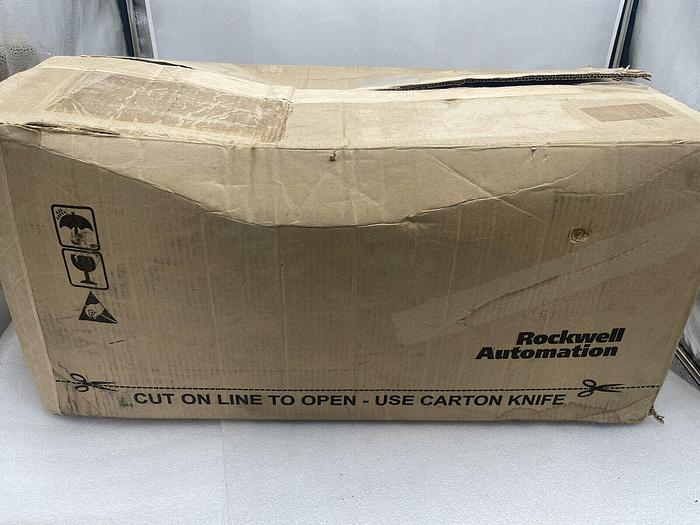 Rockwell
Automation
CUT ON LINE TO OPEN - USE CARTON KNIFE